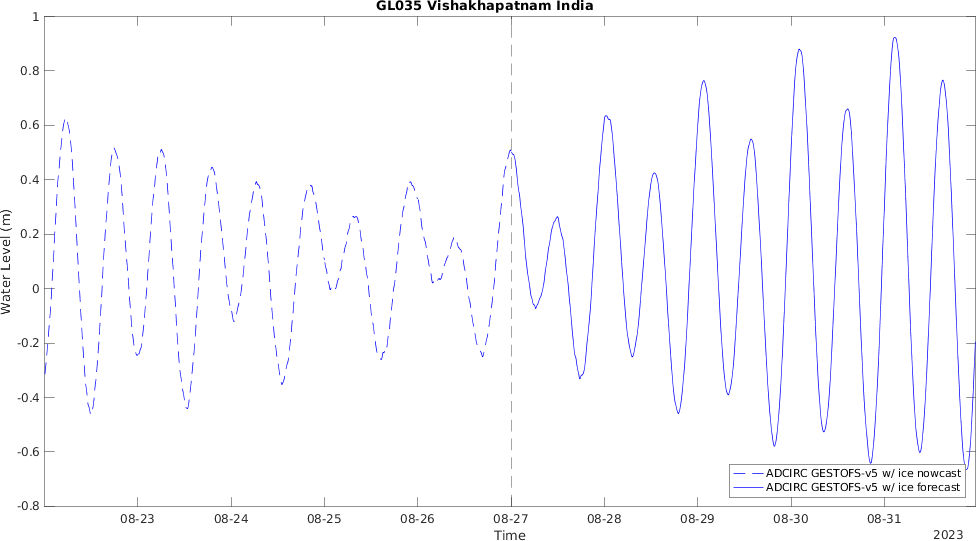 GL035 Vishakhapatnam India
Water Level (m)
1
0.8
0.6
0.4
0.2
0
-0.2
-0.4
-0.6
-0.8
ADCIRC GESTOFS-v5 w/ ice nowcast
ADCIRC GESTOFS-v5 w/ ice forecast
08-23 08-24 08-25 08-26 08-27 08-28 08-29 08-30 08-31
Time
2023